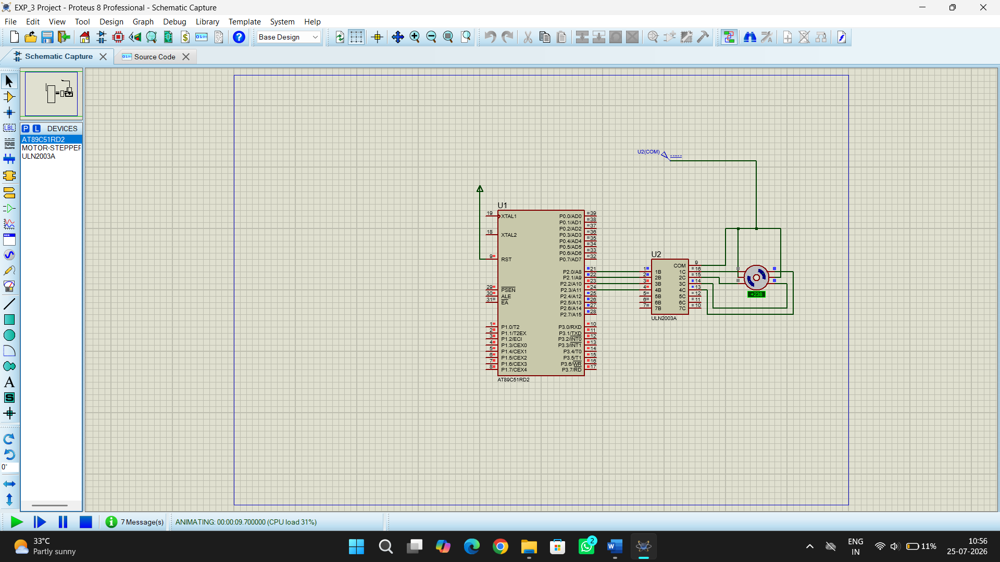 EXP_3 Project - Proteus 8 Professional - Schematic Capture
File Edit View Tool Design Graph Debug Library Template System Help
Base Design
Schematic Capture
Source Code
P L DEVICES
AT89C51RD2
MOTOR-STEPPER
ULN2003A
U2(COM)
U1
19 XTAL1 P0.0/AD0 39
P0.1/AD1 38
P0.2/AD2 37
18 XTAL2 P0.3/AD3 36
P0.4/AD4 35
P0.5/AD5 34
P0.6/AD6 33
9 RST P0.7/AD7 32
P2.0/A8 21
P2.1/A9 22
P2.2/A10 23
29 PSEN P2.3/A11 24
30 ALE P2.4/A12 25
31 EA P2.5/A13 26
P2.6/A14 27
P2.7/A15 28
1 P1.0/T2 P3.0/RXD 10
2 P1.1/T2EX P3.1/TXD 11
3 P1.2/ECI P3.2/INT0 12
4 P1.3/CEX0 P3.3/INT1 13
5 P1.4/CEX1 P3.4/T0 14
6 P1.5/CEX2 P3.5/T1 15
7 P1.6/CEX3 P3.6/WR 16
8 P1.7/CEX4 P3.7/RD 17
AT89C51RD2
U2
COM 9
1 1B 1C 16
2 2B 2C 15
3 3B 3C 14
4 4B 4C 13
5 5B 5C 12
6 6B 6C 11
7 7B 7C 10
ULN2003A
+238
LBL
A
S
0°
7 Message(s)
ANIMATING: 00:00:09.700000 (CPU load 31%)
33°C
Partly sunny
2
ENG
IN
11%
10:56
25-07-2026